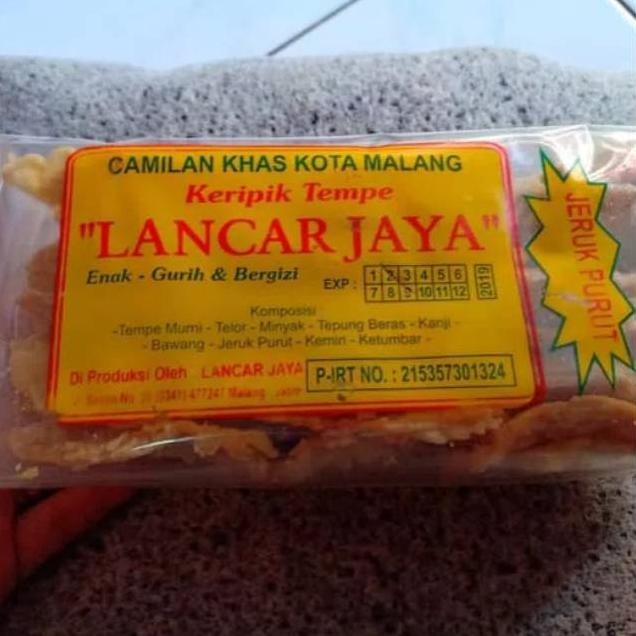 CAMILAN KHAS KOTA MALANG
Keripik Tempe
"LANCAR JAYA"
Enak - Gurih & Bergizi
EXP : 1 2 3 4 5 6 2019
7 8 9 10 11 12
Komposisi
-Tempe Murni - Telor - Minyak - Tepung Beras - Kanji -
- Bawang - Jeruk Purut - Kemiri - Ketumbar -
Di Produksi Oleh LANCAR JAYA
P-IRT NO. : 215357301324
(0341) 477247 Malang
JERUK PURUT